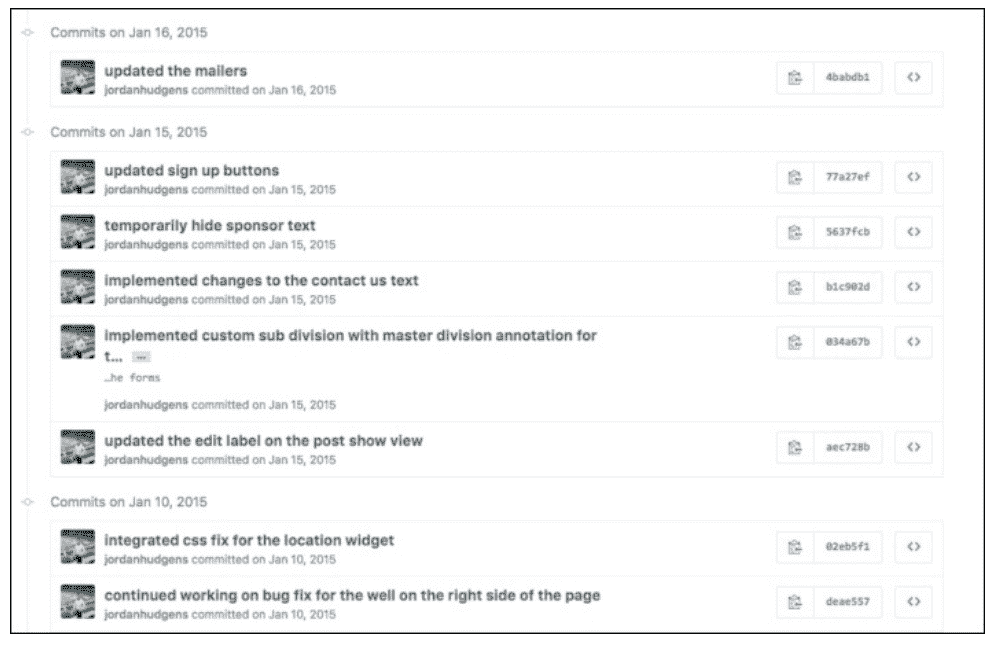 Commits on Jan 16, 2015
updated the mailers
jordanhudgens committed on Jan 16, 2015
4babdb1
Commits on Jan 15, 2015
updated sign up buttons
jordanhudgens committed on Jan 15, 2015
77a27ef
temporarily hide sponsor text
jordanhudgens committed on Jan 15, 2015
5637fcb
implemented changes to the contact us text
jordanhudgens committed on Jan 15, 2015
b1c902d
implemented custom sub division with master division annotation for
t… …
034a67b
…he forms
jordanhudgens committed on Jan 15, 2015
updated the edit label on the post show view
jordanhudgens committed on Jan 15, 2015
aec728b
Commits on Jan 10, 2015
integrated css fix for the location widget
jordanhudgens committed on Jan 10, 2015
02eb5f1
continued working on bug fix for the well on the right side of the page
jordanhudgens committed on Jan 10, 2015
deae557